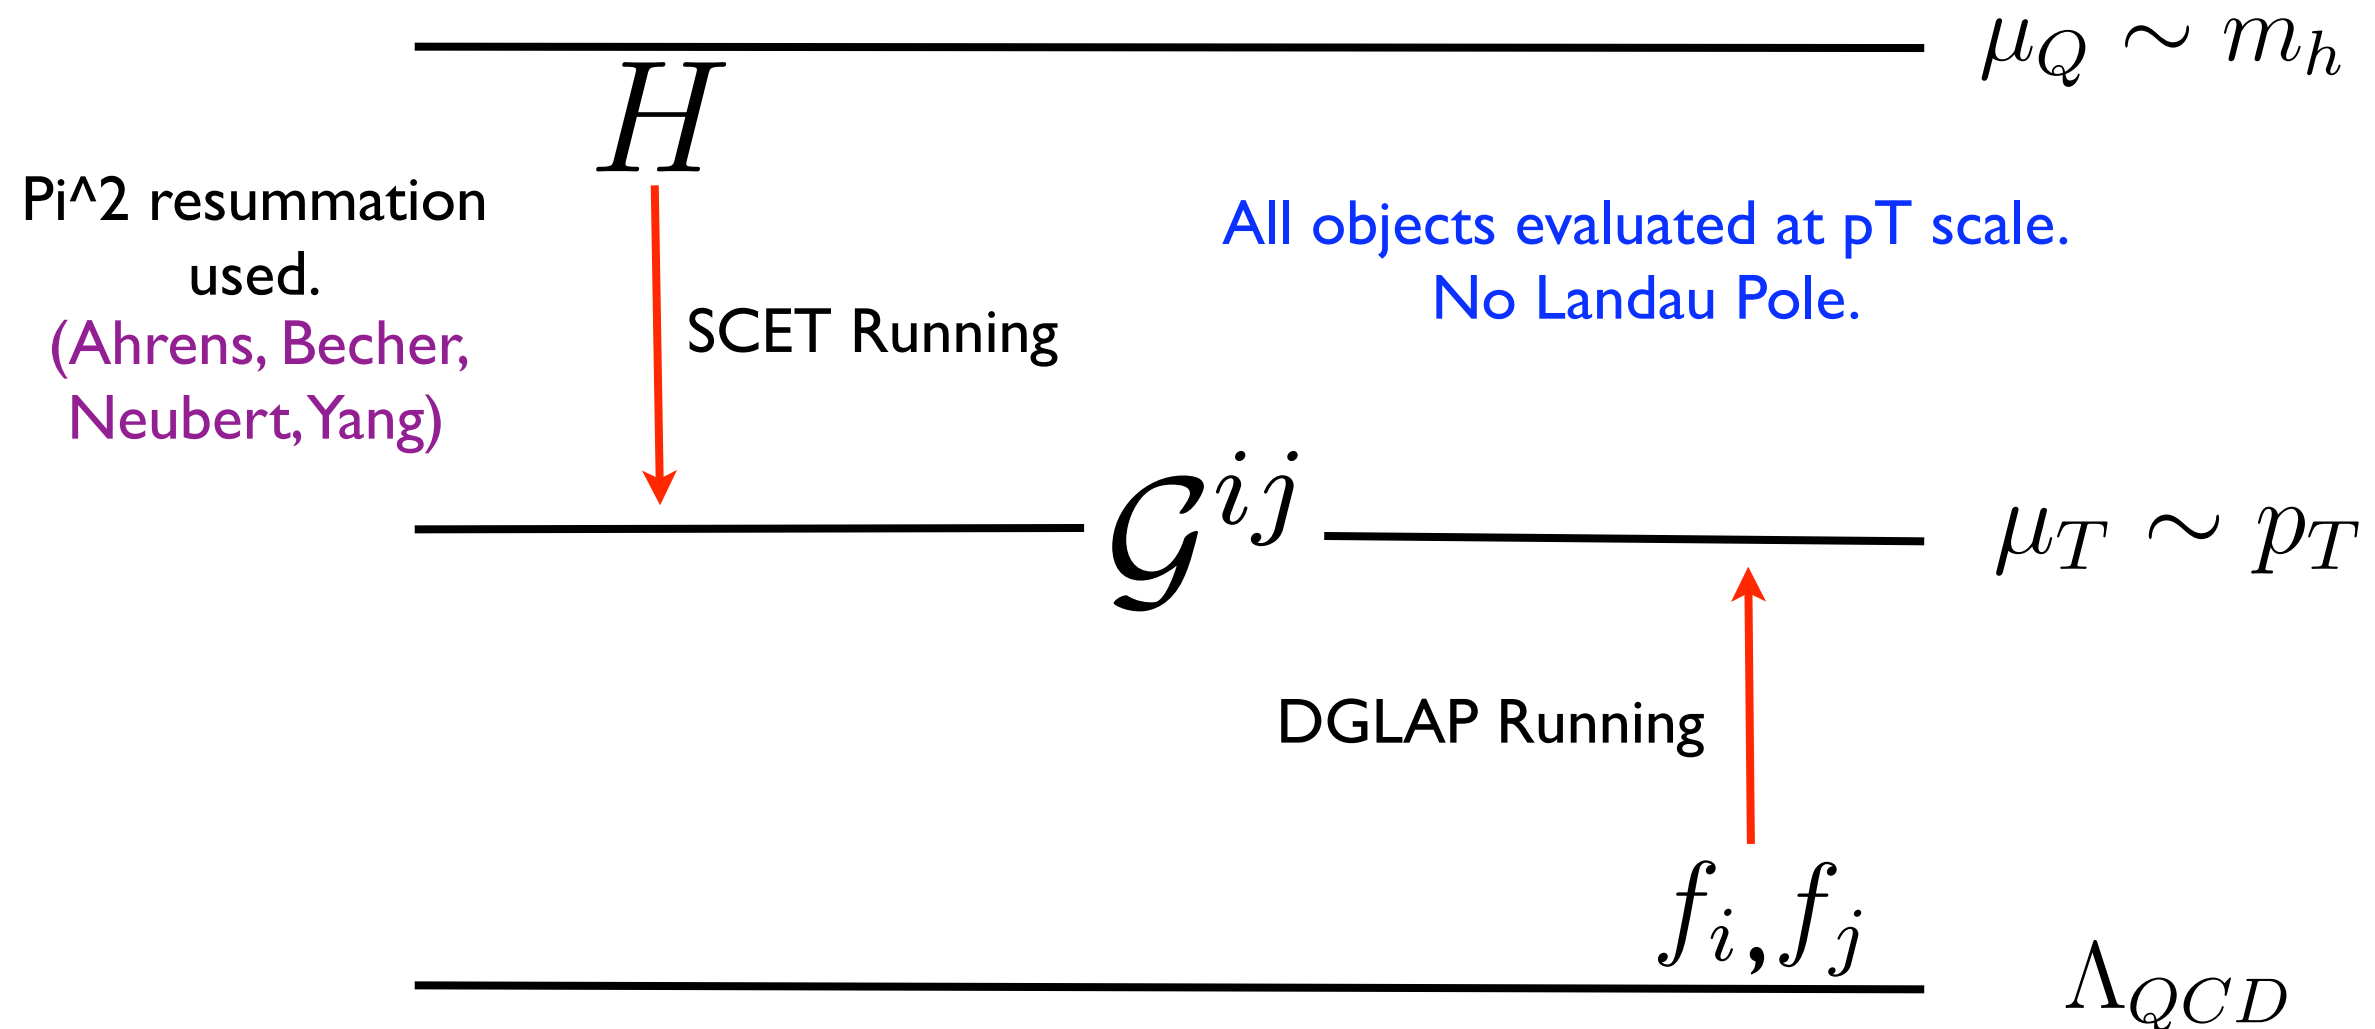 μ_Q ∼ m_h
H
Pi^2 resummation
used.
(Ahrens, Becher,
Neubert, Yang)
All objects evaluated at pT scale.
No Landau Pole.
SCET Running
𝒢^{ij}
μ_T ∼ p_T
DGLAP Running
f_i, f_j
Λ_{QCD}